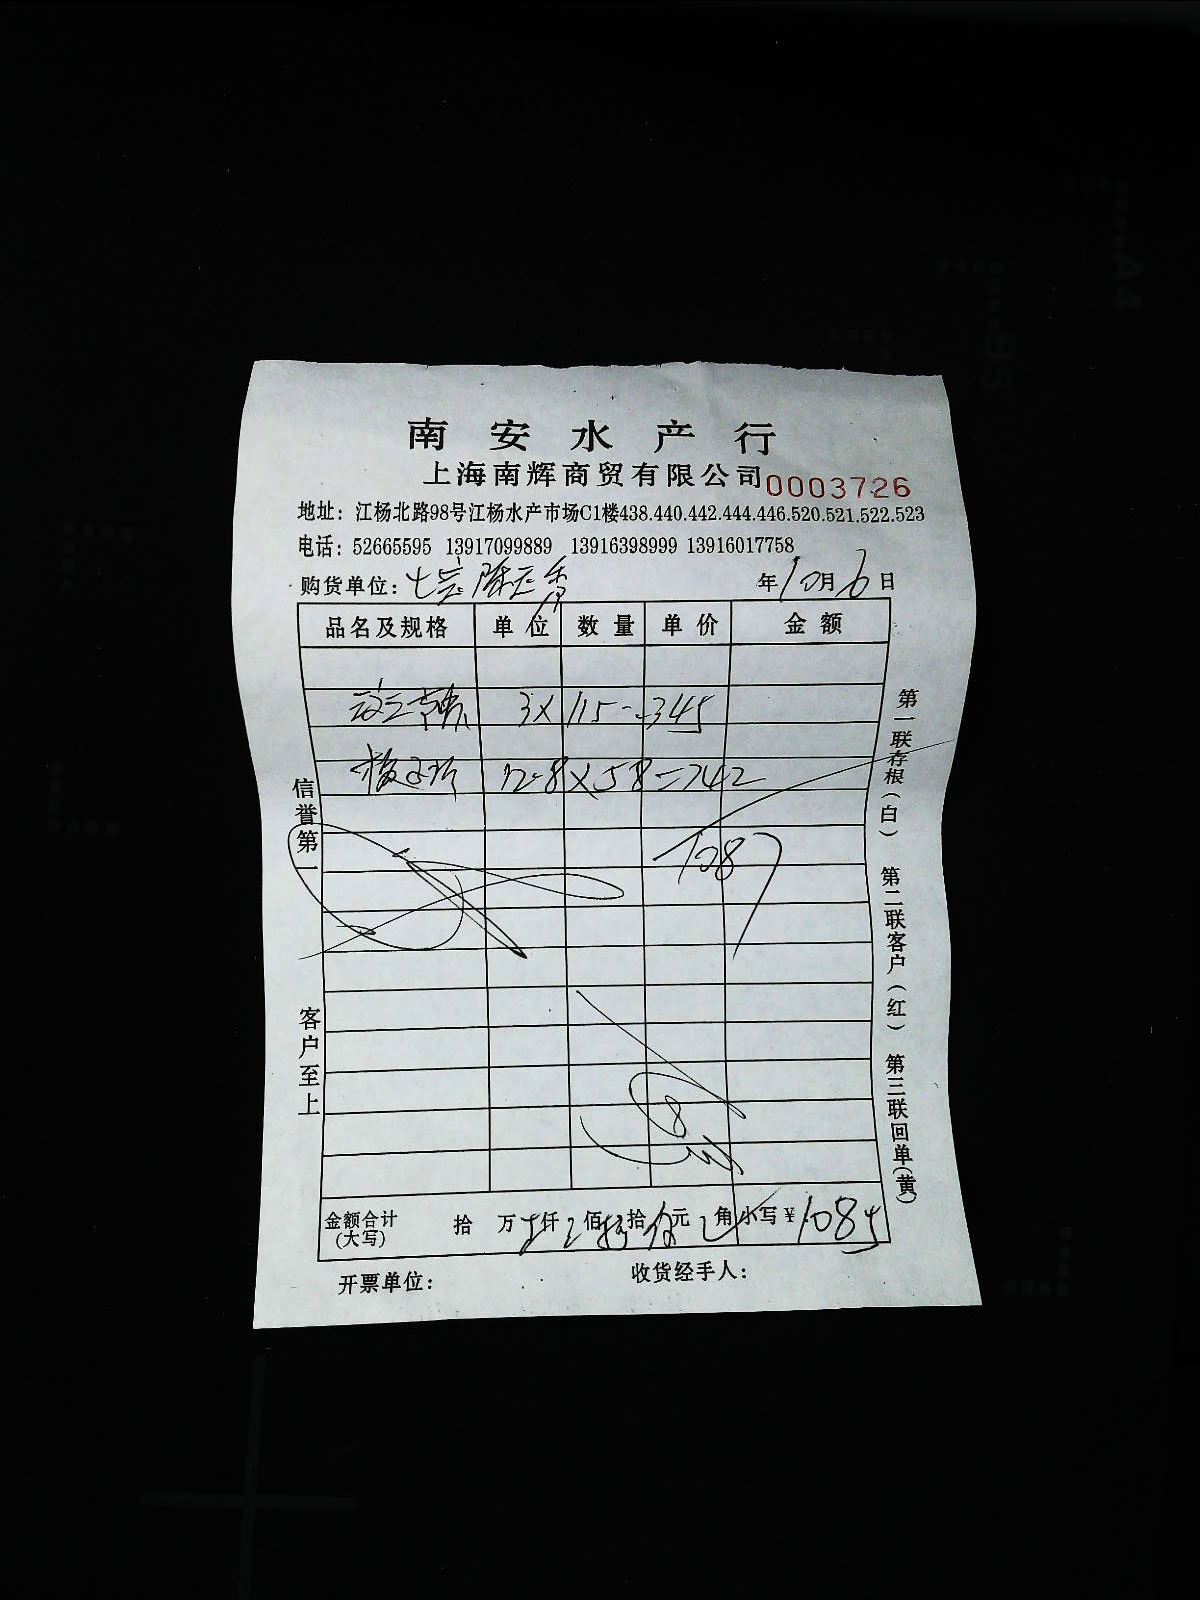 南安水产行
上海南辉商贸有限公司 0003726
地址：江杨北路98号江杨水产市场C1楼438.440.442.444.446.520.521.522.523
电话：52665595 13917099889 13916398999 13916017758
购货单位： 年10月6日
品名及规格 单位 数量 单价 金额
3X 115-=345
12-8X58=742
1087
金额合计(大写) 拾 万 仟 佰 拾 元 角 小写￥1085
开票单位： 收货经手人：
信誉第一
客户至上
第一联存根（白）
第二联客户（红）
第三联回单(黄)